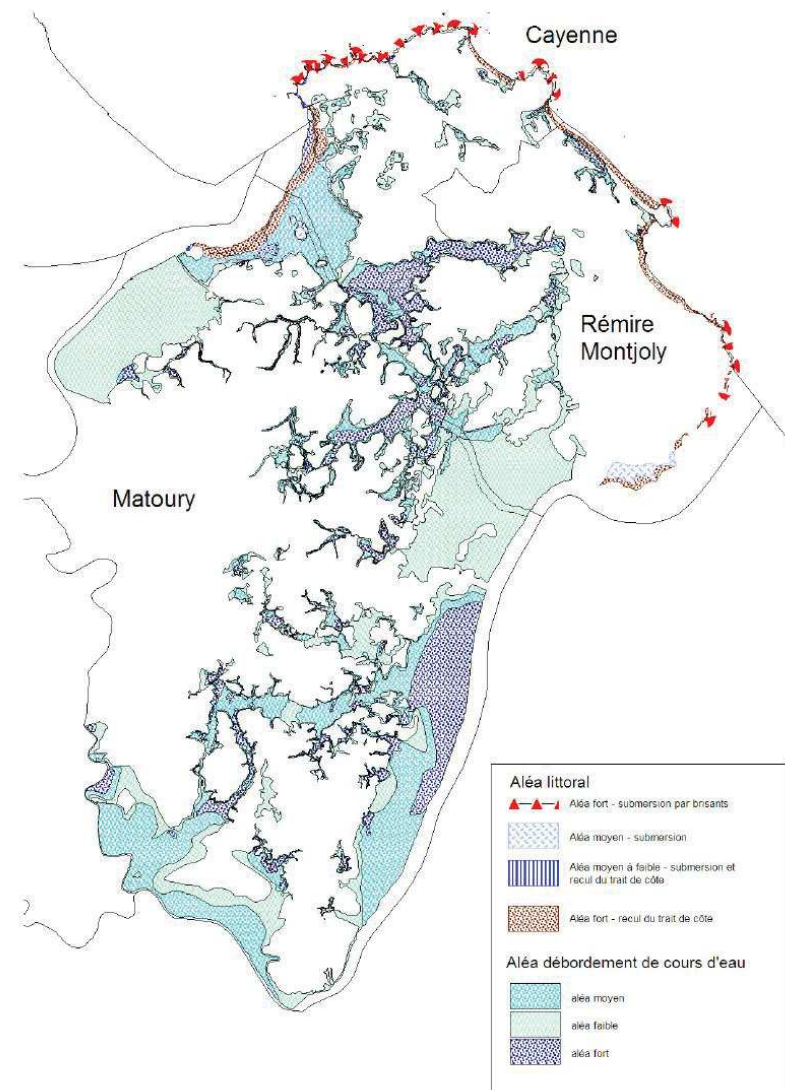 Cayenne
Rémire
Montjoly
Matoury
Aléa littoral
Aléa fort - submersion par brisants
Aléa moyen - submersion
Aléa moyen à faible - submersion et
recul du trait de côte
Aléa fort - recul du trait de côte
Aléa débordement de cours d'eau
aléa moyen
aléa faible
aléa fort